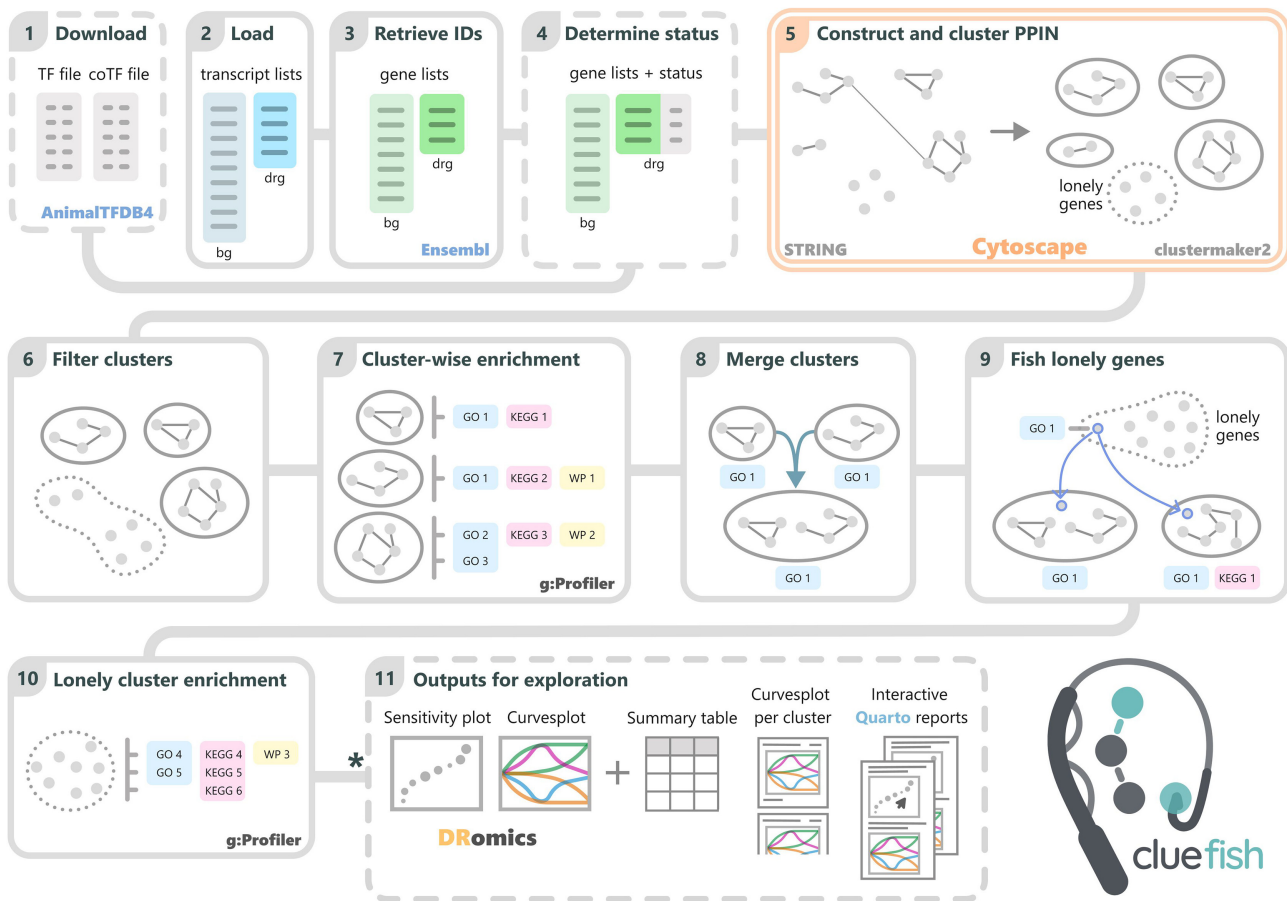 1 Download
TF file coTF file
AnimalTFDB4
2 Load
transcript lists
drg
bg
3 Retrieve IDs
gene lists
drg
bg
Ensembl
4 Determine status
gene lists + status
drg
bg
5 Construct and cluster PPIN
lonely
genes
STRING
Cytoscape
clustermaker2
6 Filter clusters
7 Cluster-wise enrichment
GO 1 KEGG 1
GO 1 KEGG 2 WP 1
GO 2 KEGG 3 WP 2
GO 3
g:Profiler
8 Merge clusters
GO 1 GO 1
GO 1
9 Fish lonely genes
GO 1
lonely
genes
GO 1 GO 1 KEGG 1
10 Lonely cluster enrichment
GO 4 KEGG 4 WP 3
GO 5 KEGG 5
KEGG 6
g:Profiler
*
11 Outputs for exploration
Sensitivity plot
Curvesplot
+
Summary table
Curvesplot
per cluster
Interactive
Quarto reports
DRomics
cluefish